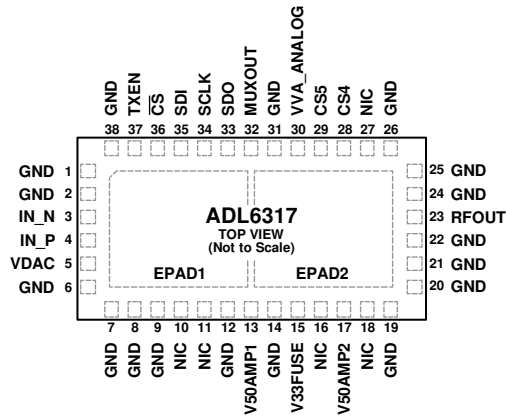 GND TXEN CS SDI SCLK SDO MUXOUT GND VVA_ANALOG CS5 CS4 NIC GND
38 37 36 35 34 33 32 31 30 29 28 27 26
GND 1
GND 2
IN_N 3
IN_P 4
VDAC 5
GND 6
ADL6317
TOP VIEW
(Not to Scale)
EPAD1
EPAD2
25 GND
24 GND
23 RFOUT
22 GND
21 GND
20 GND
7 8 9 10 11 12 13 14 15 16 17 18 19
GND GND GND NIC NIC GND V50AMP1 GND V33FUSE NIC V50AMP2 NIC GND